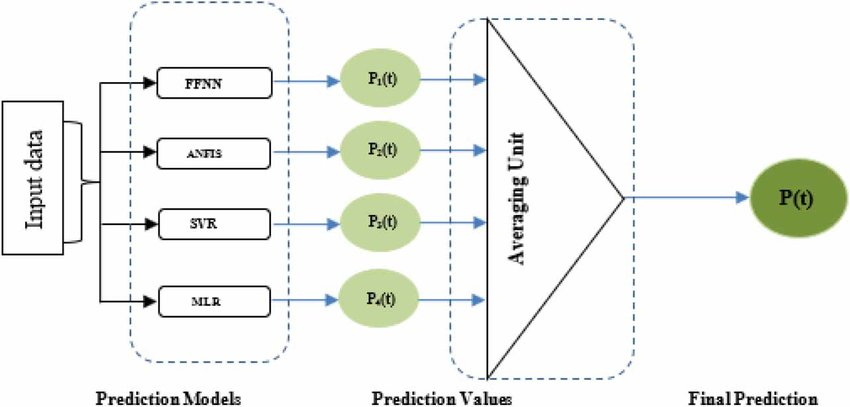 Input data
FFNN
ANFIS
SVR
MLR
P₁(t)
P₂(t)
P₃(t)
P₄(t)
Averaging Unit
P(t)
Prediction Models
Prediction Values
Final Prediction